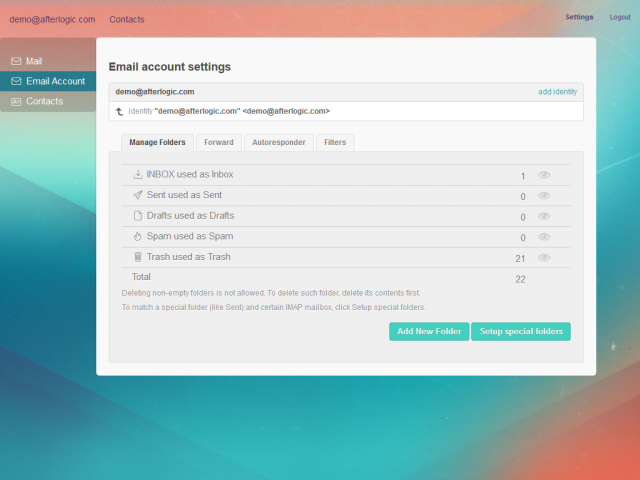 demo@afterlogic.com Contacts Settings Logout
Mail
Email Account
Contacts
Email account settings
demo@afterlogic.com add identity
Identity "demo@afterlogic.com" <demo@afterlogic.com>
Manage Folders Forward Autoresponder Filters
INBOX used as Inbox 1
Sent used as Sent 0
Drafts used as Drafts 0
Spam used as Spam 0
Trash used as Trash 21
Total 22
Deleting non-empty folders is not allowed. To delete such folder, delete its contents first.
To match a special folder (like Sent) and certain IMAP mailbox, click Setup special folders.
Add New Folder Setup special folders